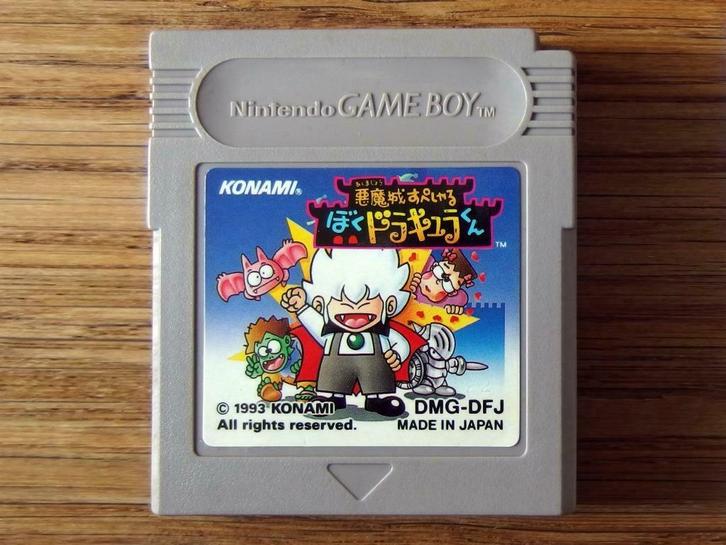 Nintendo GAME BOY TM
KONAMI®
あくまじょう
悪魔城すぺしゃる
ぼくドラキュラくん
TM
© 1993 KONAMI DMG-DFJ
All rights reserved. MADE IN JAPAN